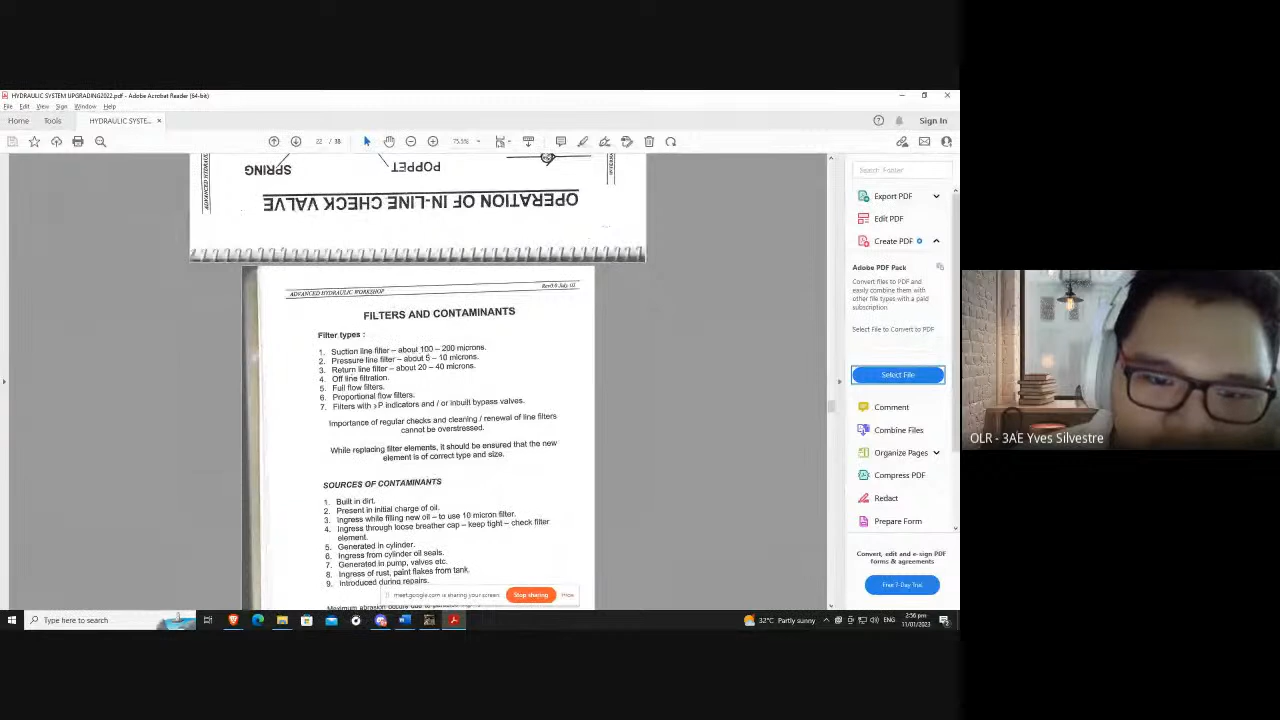 HYDRAULIC SYSTEM UPGRADING2022.pdf - Adobe Acrobat Reader (64-bit)
File Edit View Sign Window Help
Home Tools HYDRAULIC SYSTE... × Sign In
22 / 38 75.5%
SPRING
POPPET
OPERATION OF IN-LINE CHECK VALVE
ADVANCED HYDRAULIC WORKSHOP
Rev0.0 July 02
FILTERS AND CONTAMINANTS
Filter types :
1. Suction line filter – about 100 – 200 microns.
2. Pressure line filter – about 5 – 10 microns.
3. Return line filter – about 20 – 40 microns.
4. Off line filtration.
5. Full flow filters.
6. Proportional flow filters.
7. Filters with P indicators and / or inbuilt bypass valves.
Importance of regular checks and cleaning / renewal of line filters
cannot be overstressed.
While replacing filter elements, it should be ensured that the new
element is of correct type and size.
SOURCES OF CONTAMINANTS
1. Built in dirt.
2. Present in initial charge of oil.
3. Ingress while filling new oil – to use 10 micron filter.
4. Ingress through loose breather cap – keep tight – check filter
element.
5. Generated in cylinder.
6. Ingress from cylinder oil seals.
7. Generated in pump, valves etc.
8. Ingress of rust, paint flakes from tank.
9. Introduced during repairs.
Maximum abrasion occurs due to
meet.google.com is sharing your screen. Stop sharing Hide
Export PDF
Edit PDF
Create PDF
Adobe PDF Pack
Convert files to PDF and
easily combine them with
other file types with a paid
subscription
Select File to Convert to PDF
Select File
Comment
Combine Files
Organize Pages
Compress PDF
Redact
Prepare Form
Convert, edit and e-sign PDF
forms & agreements
Free 7-Day Trial
OLR - 3AE Yves Silvestre
Type here to search
32°C Partly sunny
ENG
2:56 pm
11/01/2023